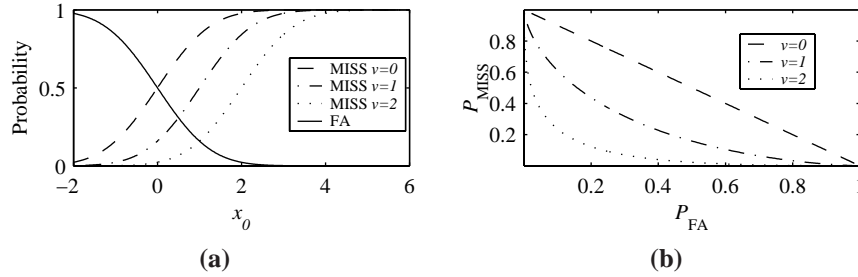 1
0.5
0
−2
0
2
4
6
Probability
x0
MISS v=0
MISS v=1
MISS v=2
FA
(a)
0.8
0.6
0.4
0.2
0.2
0.4
0.6
0.8
1
PMISS
PFA
v=0
v=1
v=2
(b)